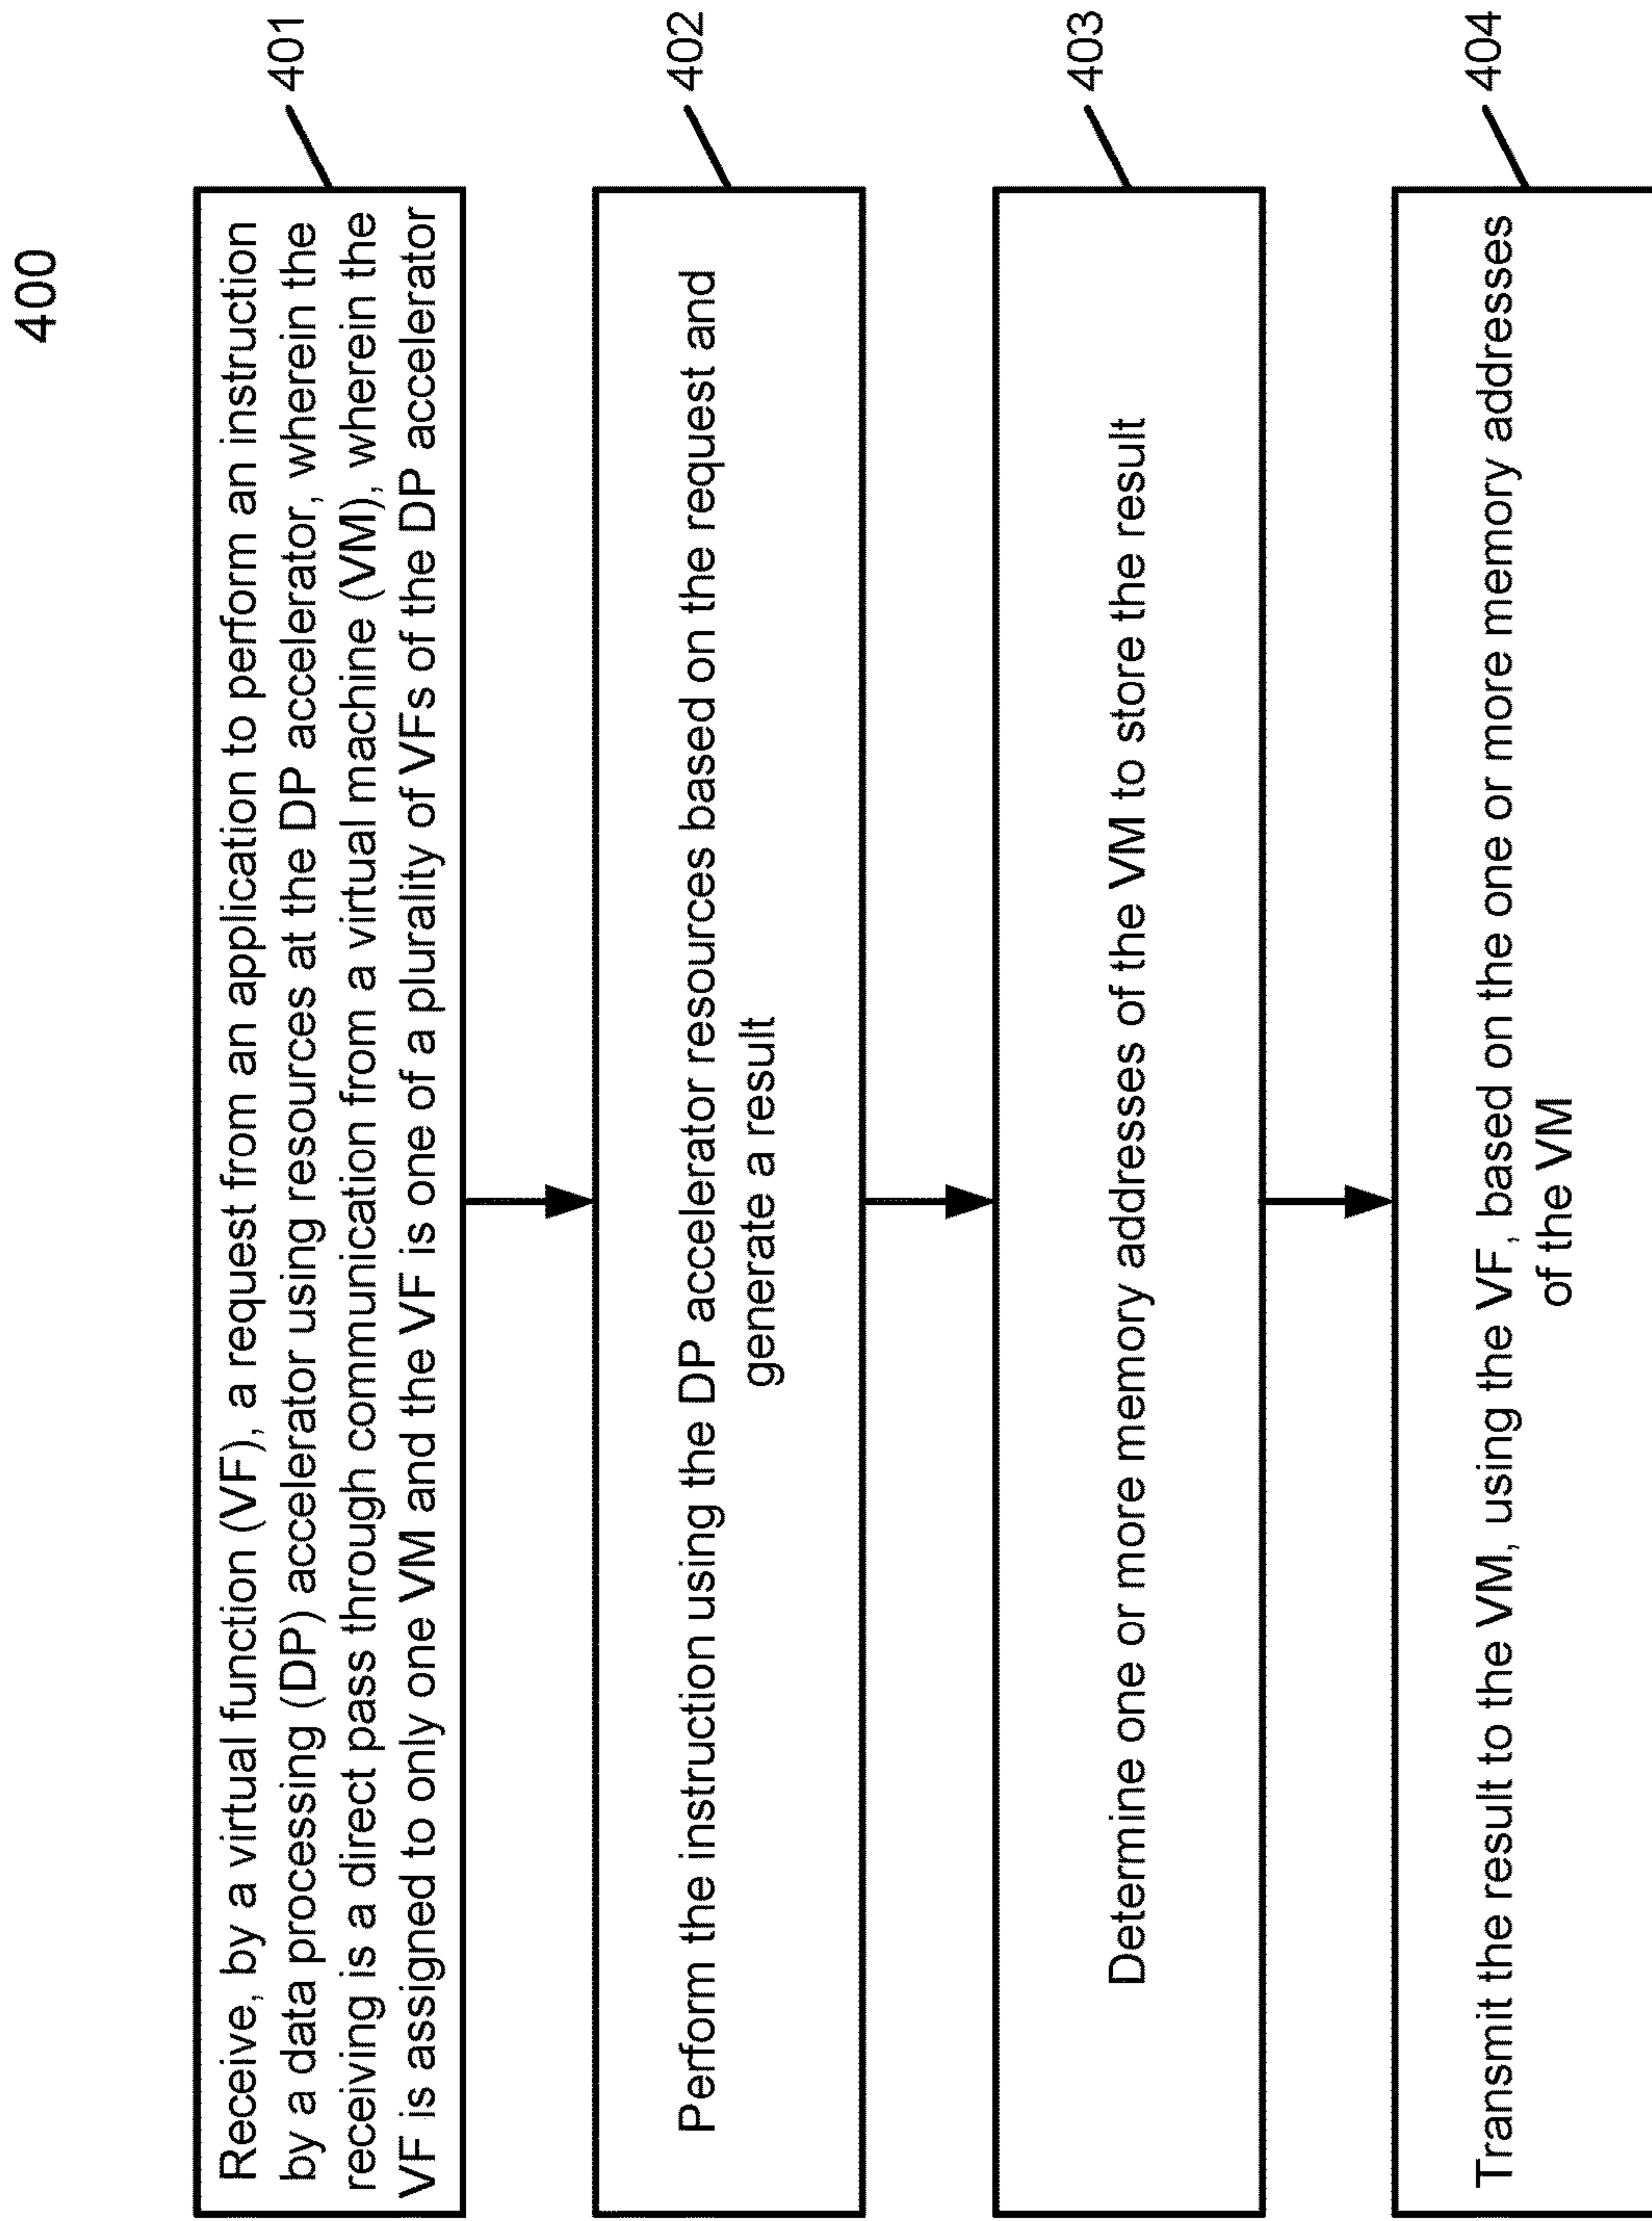 400
Receive, by a virtual function (VF), a request from an application to perform an instruction
by a data processing (DP) accelerator using resources at the DP accelerator, wherein the
receiving is a direct pass through communication from a virtual machine (VM), wherein the
VF is assigned to only one VM and the VF is one of a plurality of VFs of the DP accelerator
401
Perform the instruction using the DP accelerator resources based on the request and
generate a result
402
Determine one or more memory addresses of the VM to store the result
403
Transmit the result to the VM, using the VF, based on the one or more memory addresses
of the VM
404